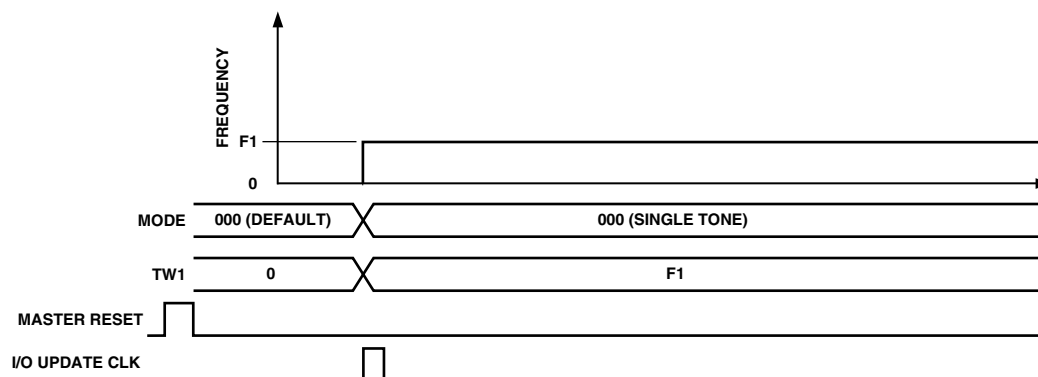 FREQUENCY
F1
0
MODE
000 (DEFAULT)
000 (SINGLE TONE)
TW1
0
F1
MASTER RESET
I/O UPDATE CLK